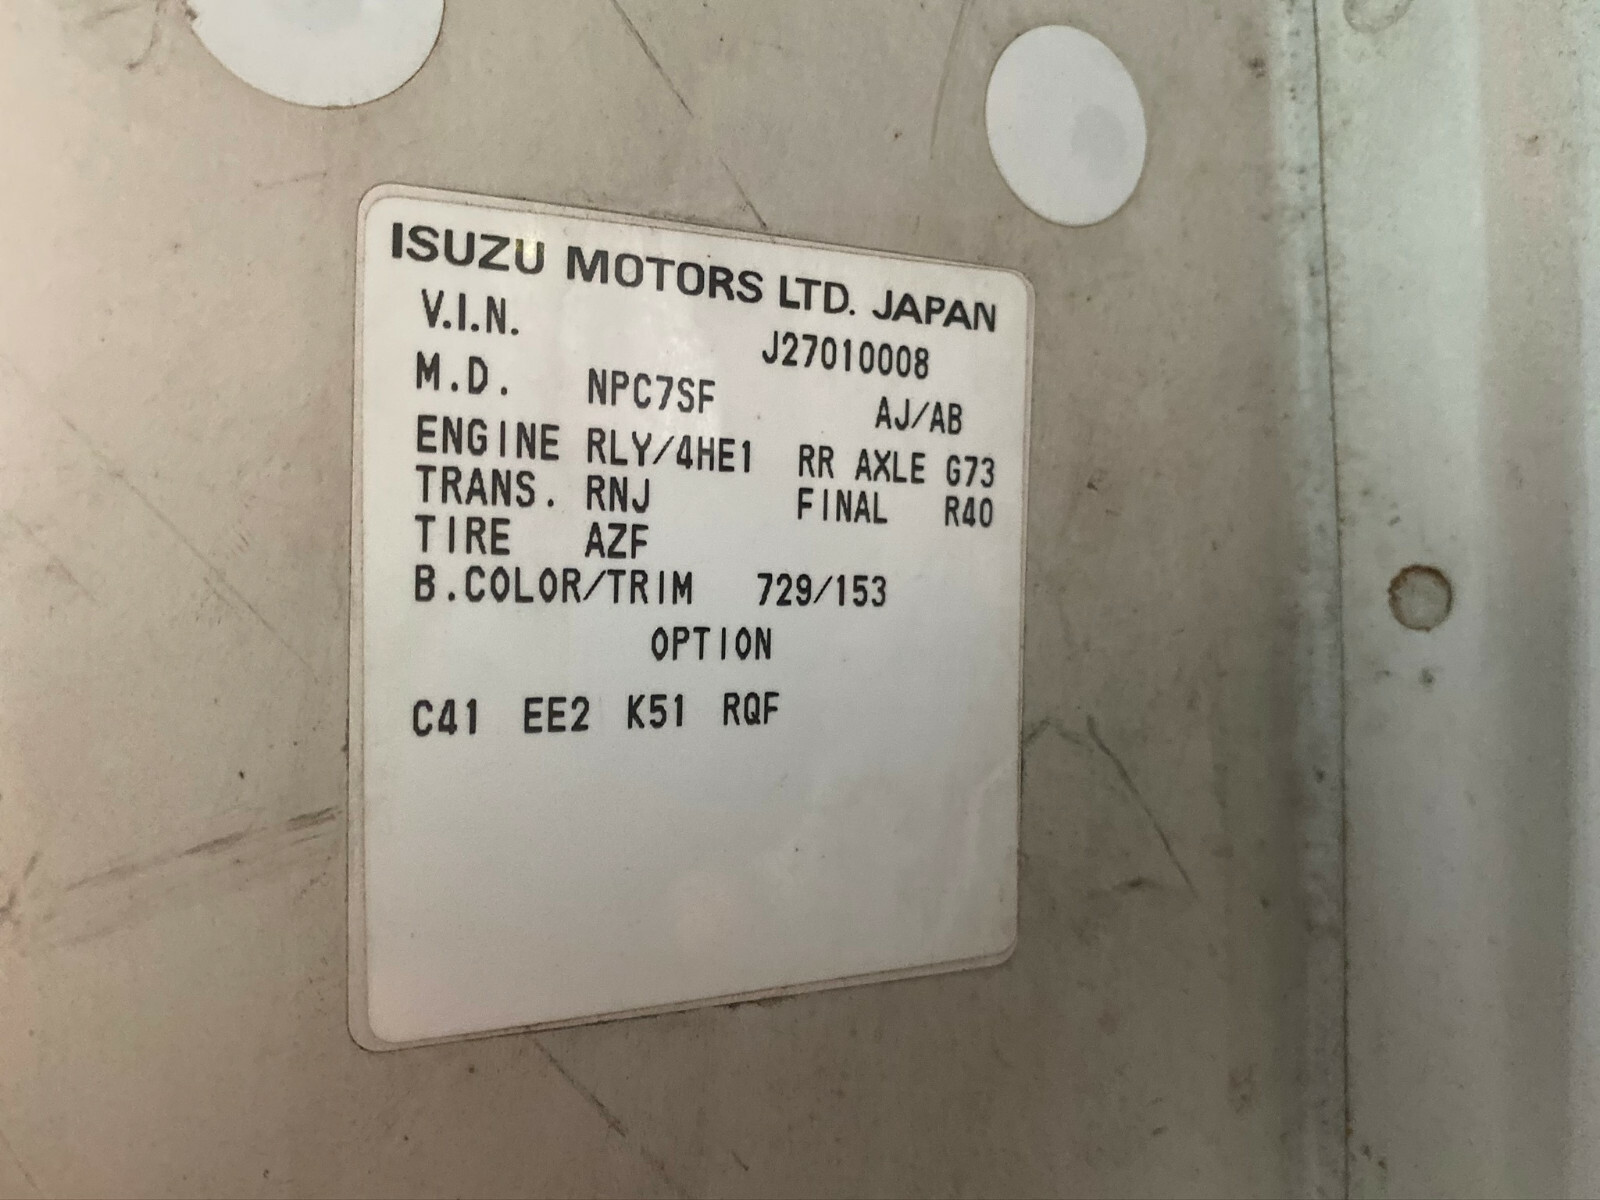 ISUZU MOTORS LTD. JAPAN
V.I.N. J27010008
M.D. NPC7SF AJ/AB
ENGINE RLY/4HE1 RR AXLE G73
TRANS. RNJ FINAL R40
TIRE AZF
B.COLOR/TRIM 729/153
OPTION
C41 EE2 K51 RQF